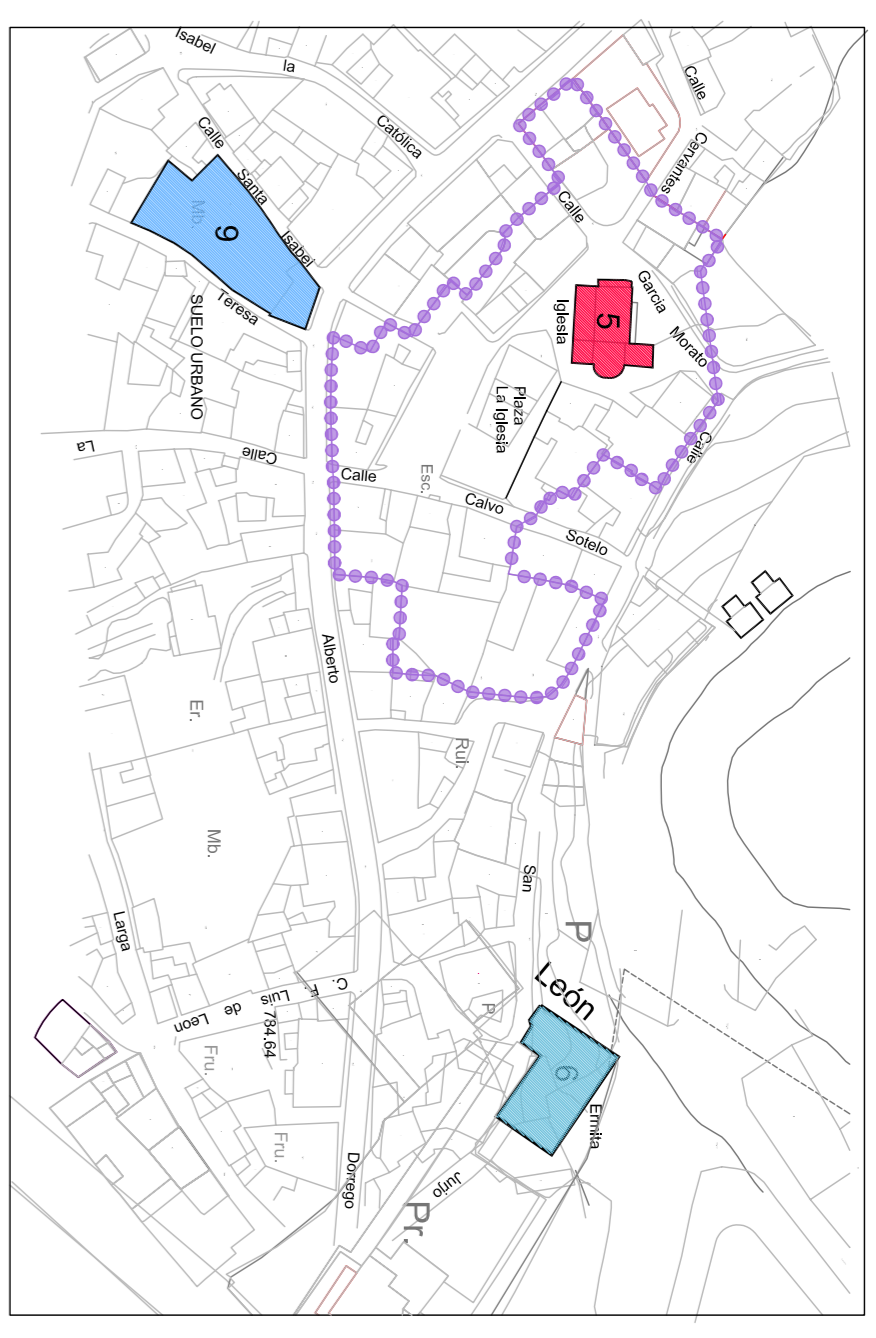 Isabel
la
Católica
Calle
Cervantes
Calle
Santa
Isabel
Mb.
9
Teresa
Calle
Garcia
Morato
5
Iglesia
SUELO URBANO
Plaza
La Iglesia
Calle
La
Calle
Calle
Esc.
Calvo
Sotelo
Alberto
Er.
Rui.
Mb.
San
P
León
Larga
C.
F.
Luis
de
Leon
784.64
P
6
Ermita
Fru.
Fru.
Dorrego
Jurjo
Pr.